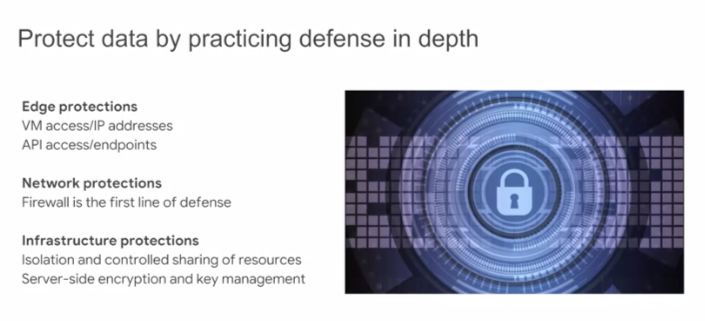 Protect data by practicing defense in depth
Edge protections
VM access/IP addresses
API access/endpoints
Network protections
Firewall is the first line of defense
Infrastructure protections
Isolation and controlled sharing of resources
Server-side encryption and key management